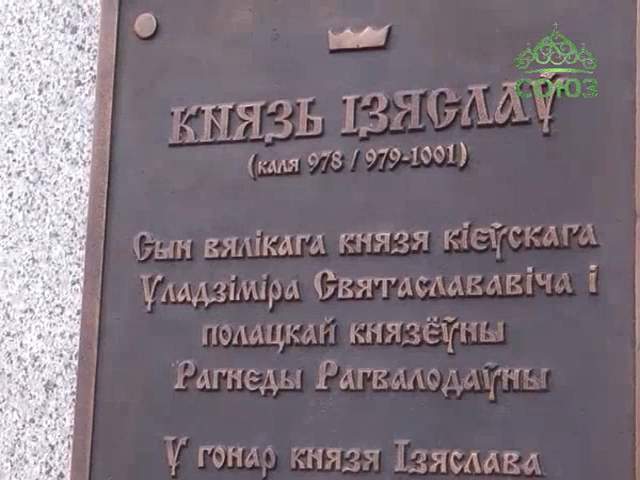 СОЮЗ
КНЯЗЬ ІЗЯСЛАЎ
(каля 978 / 979-1001)
Сын вялікага князя кіеўскага
Уладзіміра Святаслававіча і
полацкай князёўны
Рагнеды Рагвалодаўны
У гонар князя Ізяслава